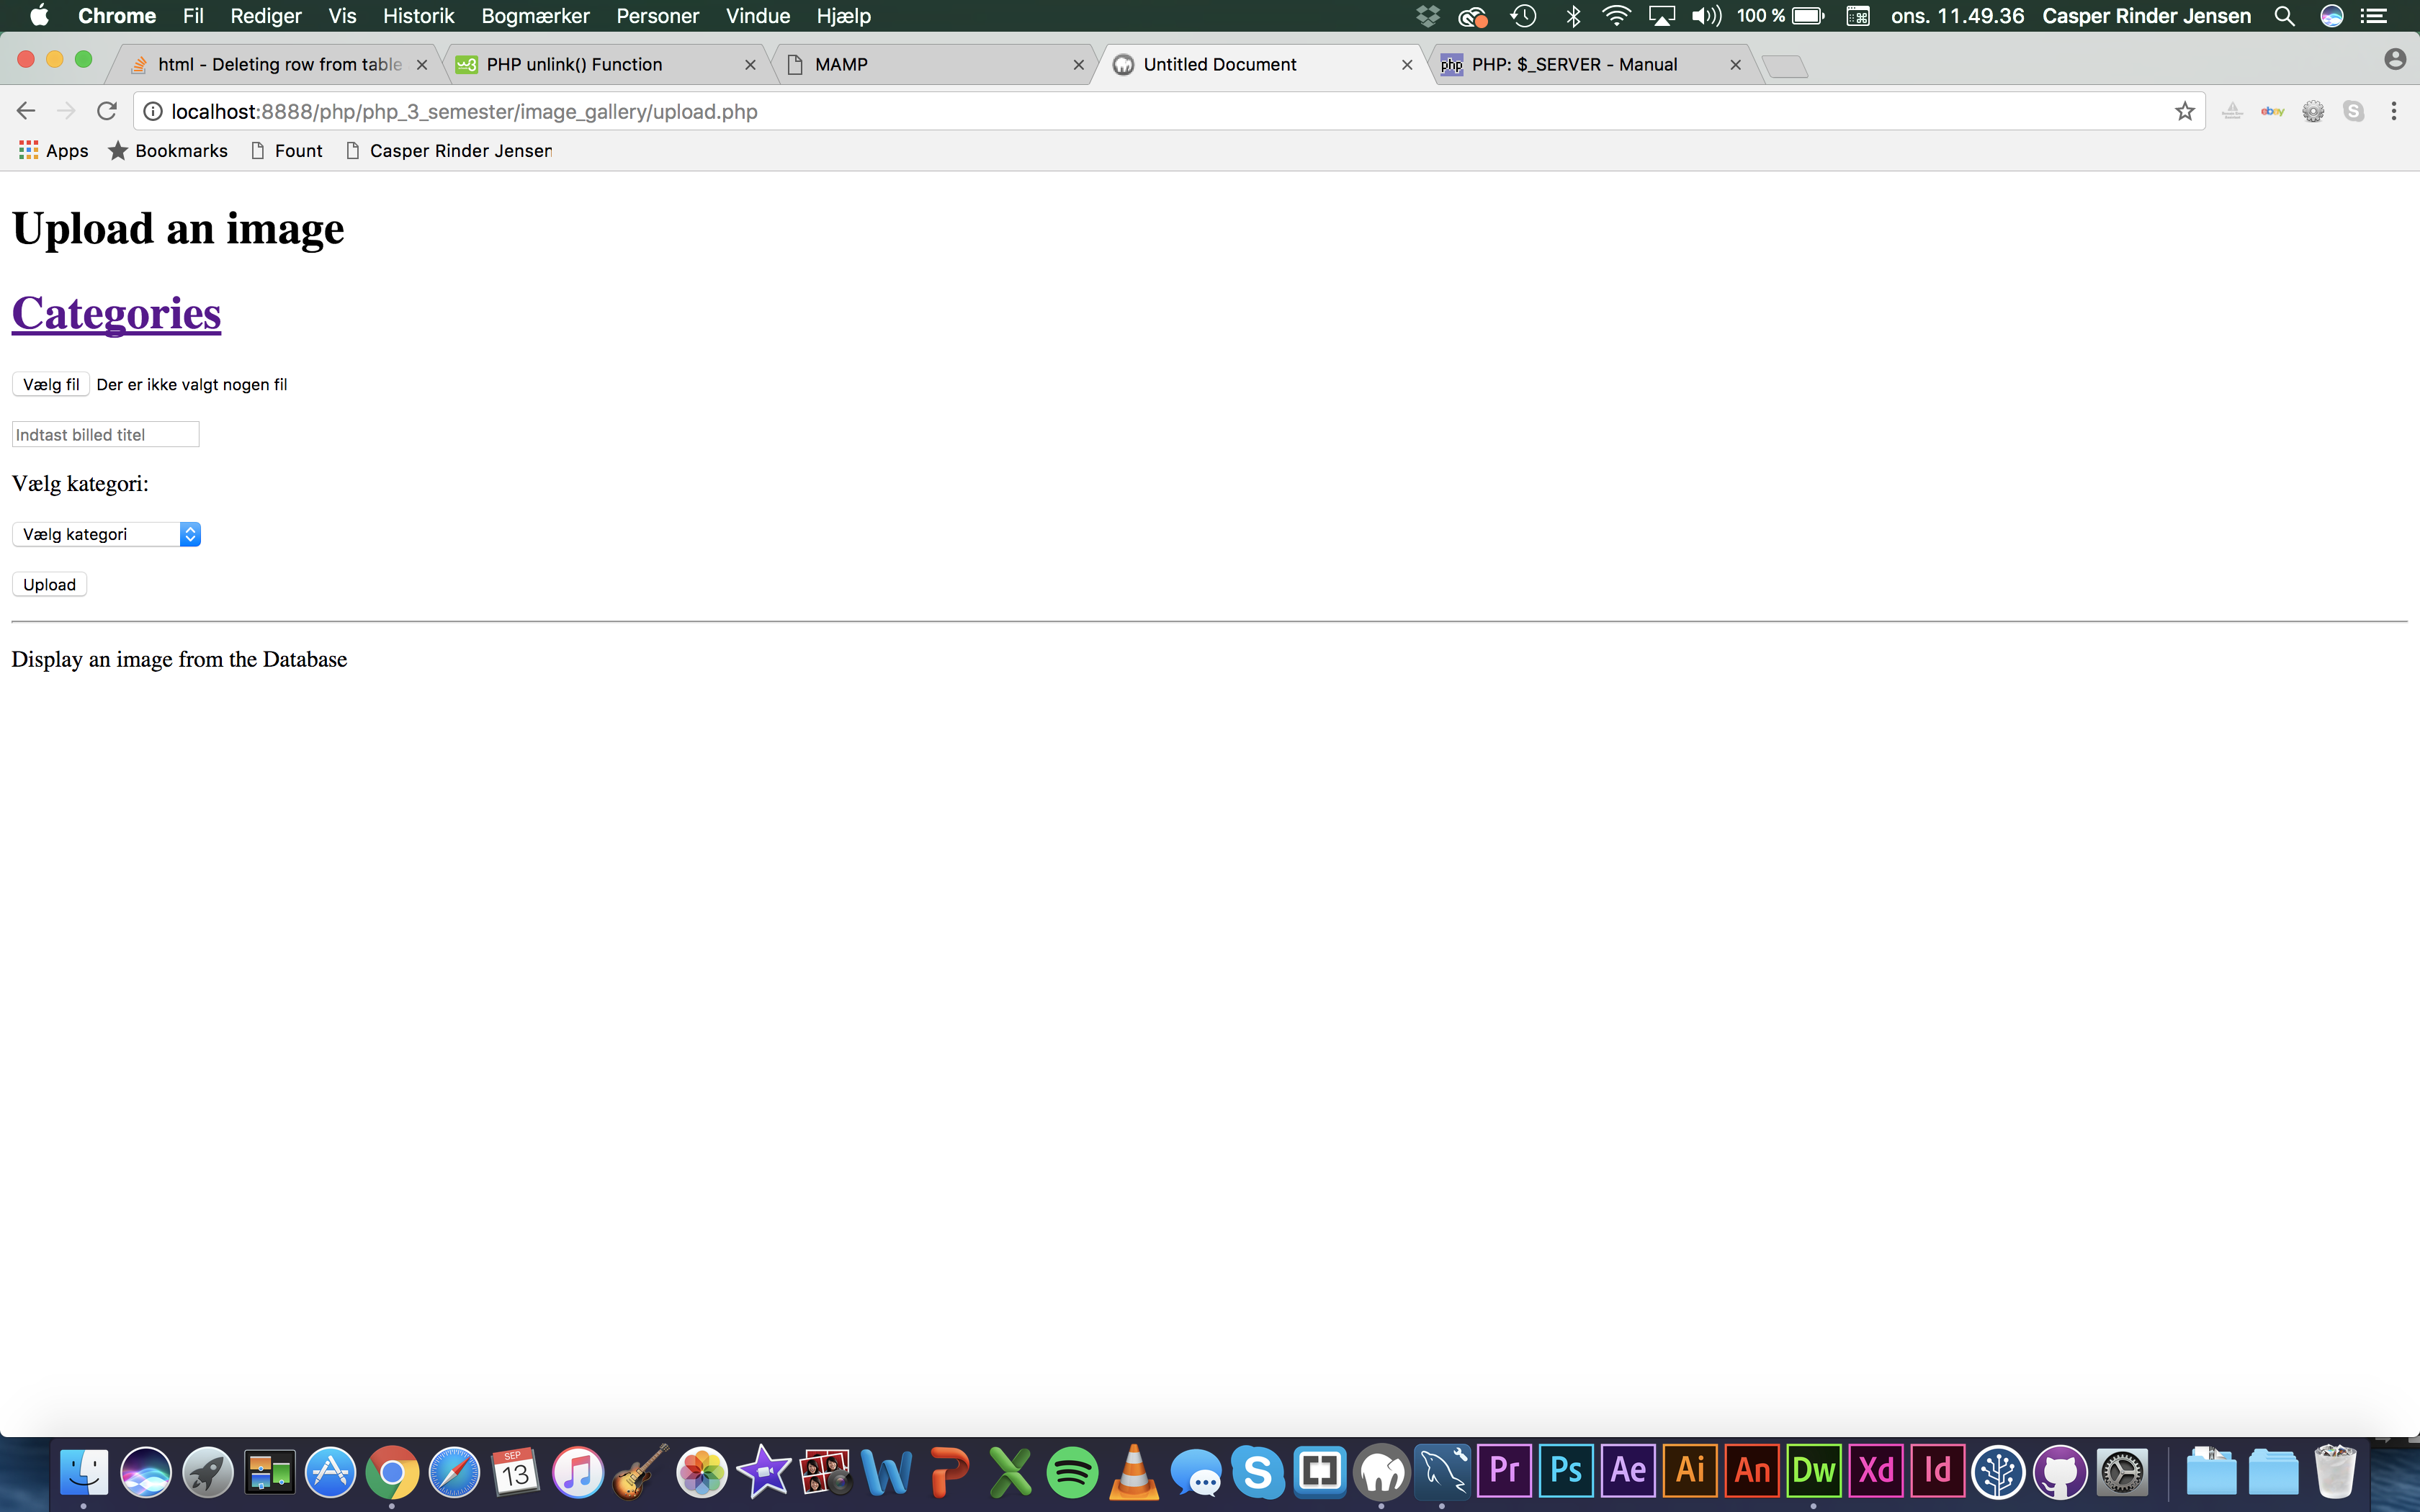 Chrome Fil Rediger Vis Historik Bogmærker Personer Vindue Hjælp 100 % ons. 11.49.36 Casper Rinder Jensen
html - Deleting row from table PHP unlink() Function MAMP Untitled Document php PHP: $_SERVER - Manual
localhost:8888/php/php_3_semester/image_gallery/upload.php ebay
Apps Bookmarks Fount Casper Rinder Jensen
Upload an image
Categories
Vælg fil Der er ikke valgt nogen fil
Indtast billed titel
Vælg kategori:
Vælg kategori
Upload
Display an image from the Database
SEP
13
Pr Ps Ae Ai An Dw Xd Id